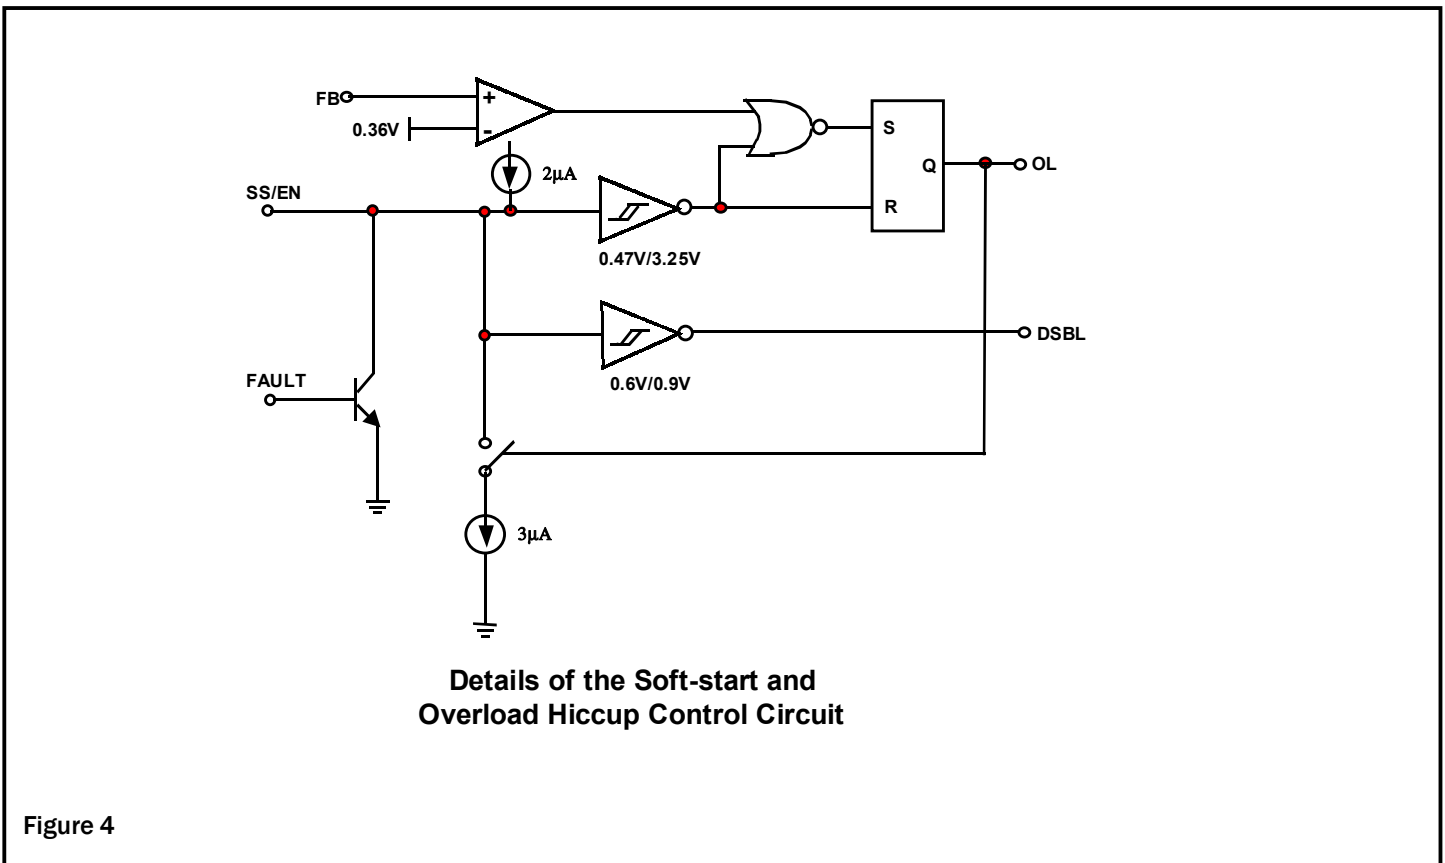 FB
+
0.36V
-
2µA
SS/EN
S
Q
OL
R
0.47V/3.25V
DSBL
FAULT
0.6V/0.9V
3µA
Details of the Soft-start and
Overload Hiccup Control Circuit
Figure 4